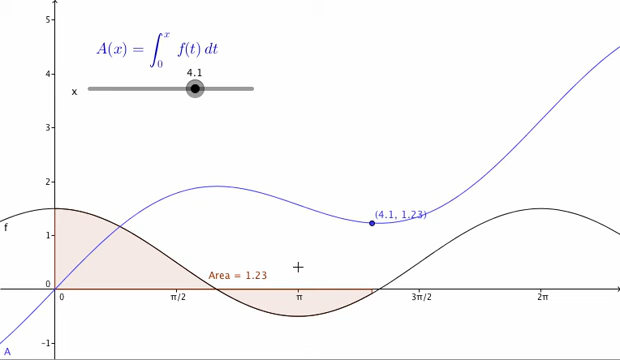 5
A(x) = ∫₀ˣ f(t) dt
4
4.1
x
3
2
(4.1, 1.23)
f
1
Area = 1.23
0
0 π/2 π 3π/2 2π
-1
A